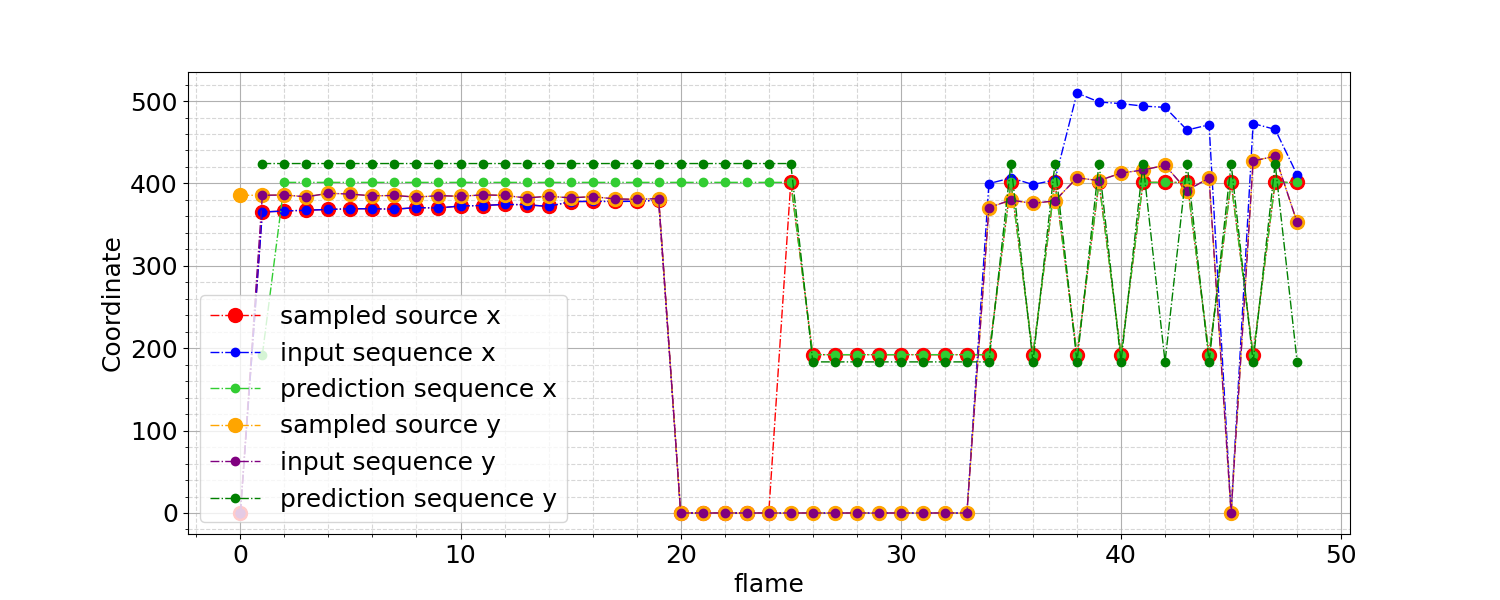 500
400
300
200
100
0
Coordinate
sampled source x
input sequence x
prediction sequence x
sampled source y
input sequence y
prediction sequence y
0 10 20 30 40 50
flame